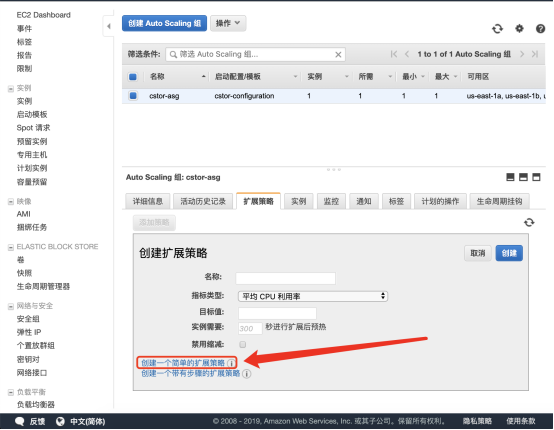 EC2 Dashboard
事件
标签
报告
限制
实例
实例
启动模板
Spot 请求
预留实例
专用主机
计划实例
容量预留
映像
AMI
捆绑任务
ELASTIC BLOCK STORE
卷
快照
生命周期管理器
网络与安全
安全组
弹性 IP
个置放群组
密钥对
网络接口
负载平衡
负载均衡器
创建 Auto Scaling 组 操作
筛选条件: 筛选 Auto Scaling 组... 1 to 1 of 1 Auto Scaling 组
名称 启动配置/模板 实例 所需 最小 最大 可用区
cstor-asg cstor-configuration 1 1 1 1 us-east-1a, us-east-1b, u
Auto Scaling 组: cstor-asg
详细信息 活动历史记录 扩展策略 实例 监控 通知 标签 计划的操作 生命周期挂钩
添加策略
创建扩展策略 取消 创建
名称:
指标类型: 平均 CPU 利用率
目标值:
实例需要: 300 秒进行扩展后预热
禁用缩减:
创建一个简单的扩展策略 i
创建一个带有步骤的扩展策略 i
反馈 中文(简体) © 2008 - 2019, Amazon Web Services, Inc. 或其子公司。保留所有权利。 隐私策略 使用条款